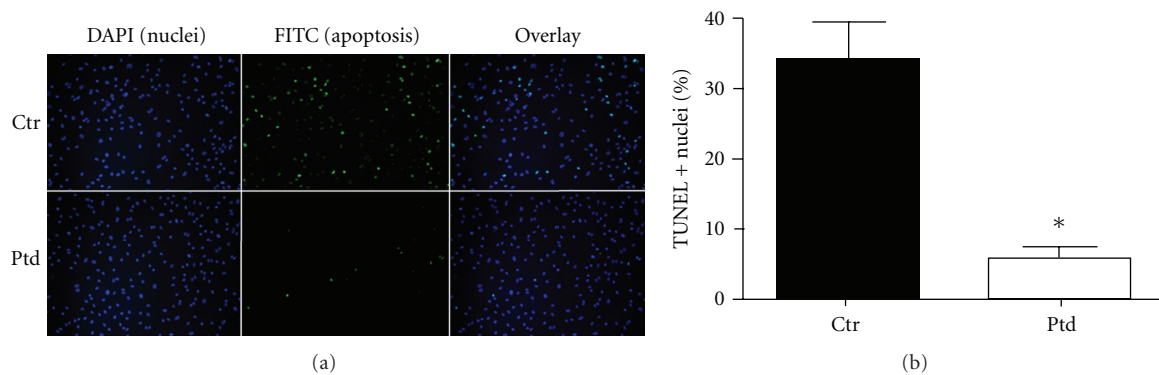 DAPI (nuclei)
FITC (apoptosis)
Overlay
Ctr
Ptd
(a)
TUNEL + nuclei (%)
40
30
20
10
0
*
Ctr
Ptd
(b)